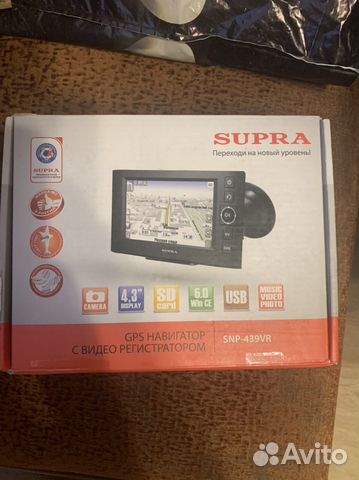 SUPRA
Переходи на новый уровень!
SUPRA
SUPRA
CAMERA
4.3"
DISPLAY
SD
card
6.0
Win CE
USB
MUSIC
VIDEO
PHOTO
GPS НАВИГАТОР
С ВИДЕО РЕГИСТРАТОРОМ
SNP-439VR
Avito